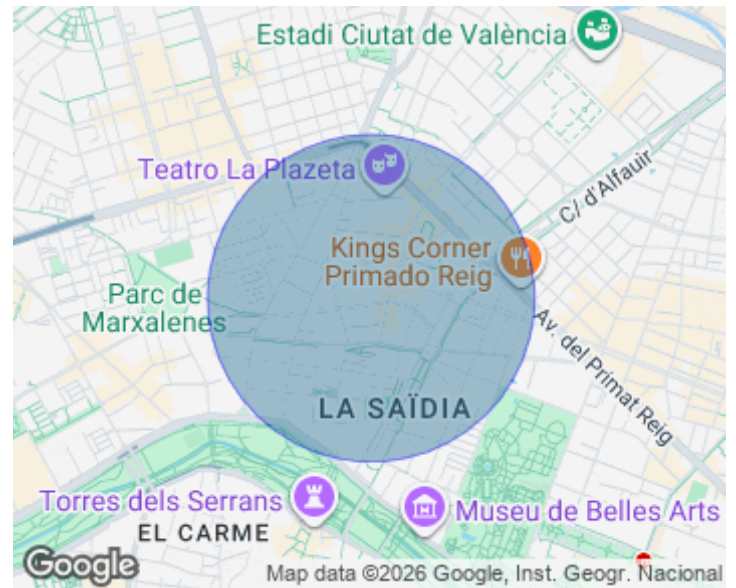 Estadi Ciutat de València
Teatro La Plazeta
C/ d'Alfauir
Kings Corner
Primado Reig
Parc de
Marxalenes
Av. del Primat Reig
LA SAÏDIA
Torres dels Serrans
EL CARME
Museu de Belles Arts
Google
Map data ©2026 Google, Inst. Geogr. Nacional